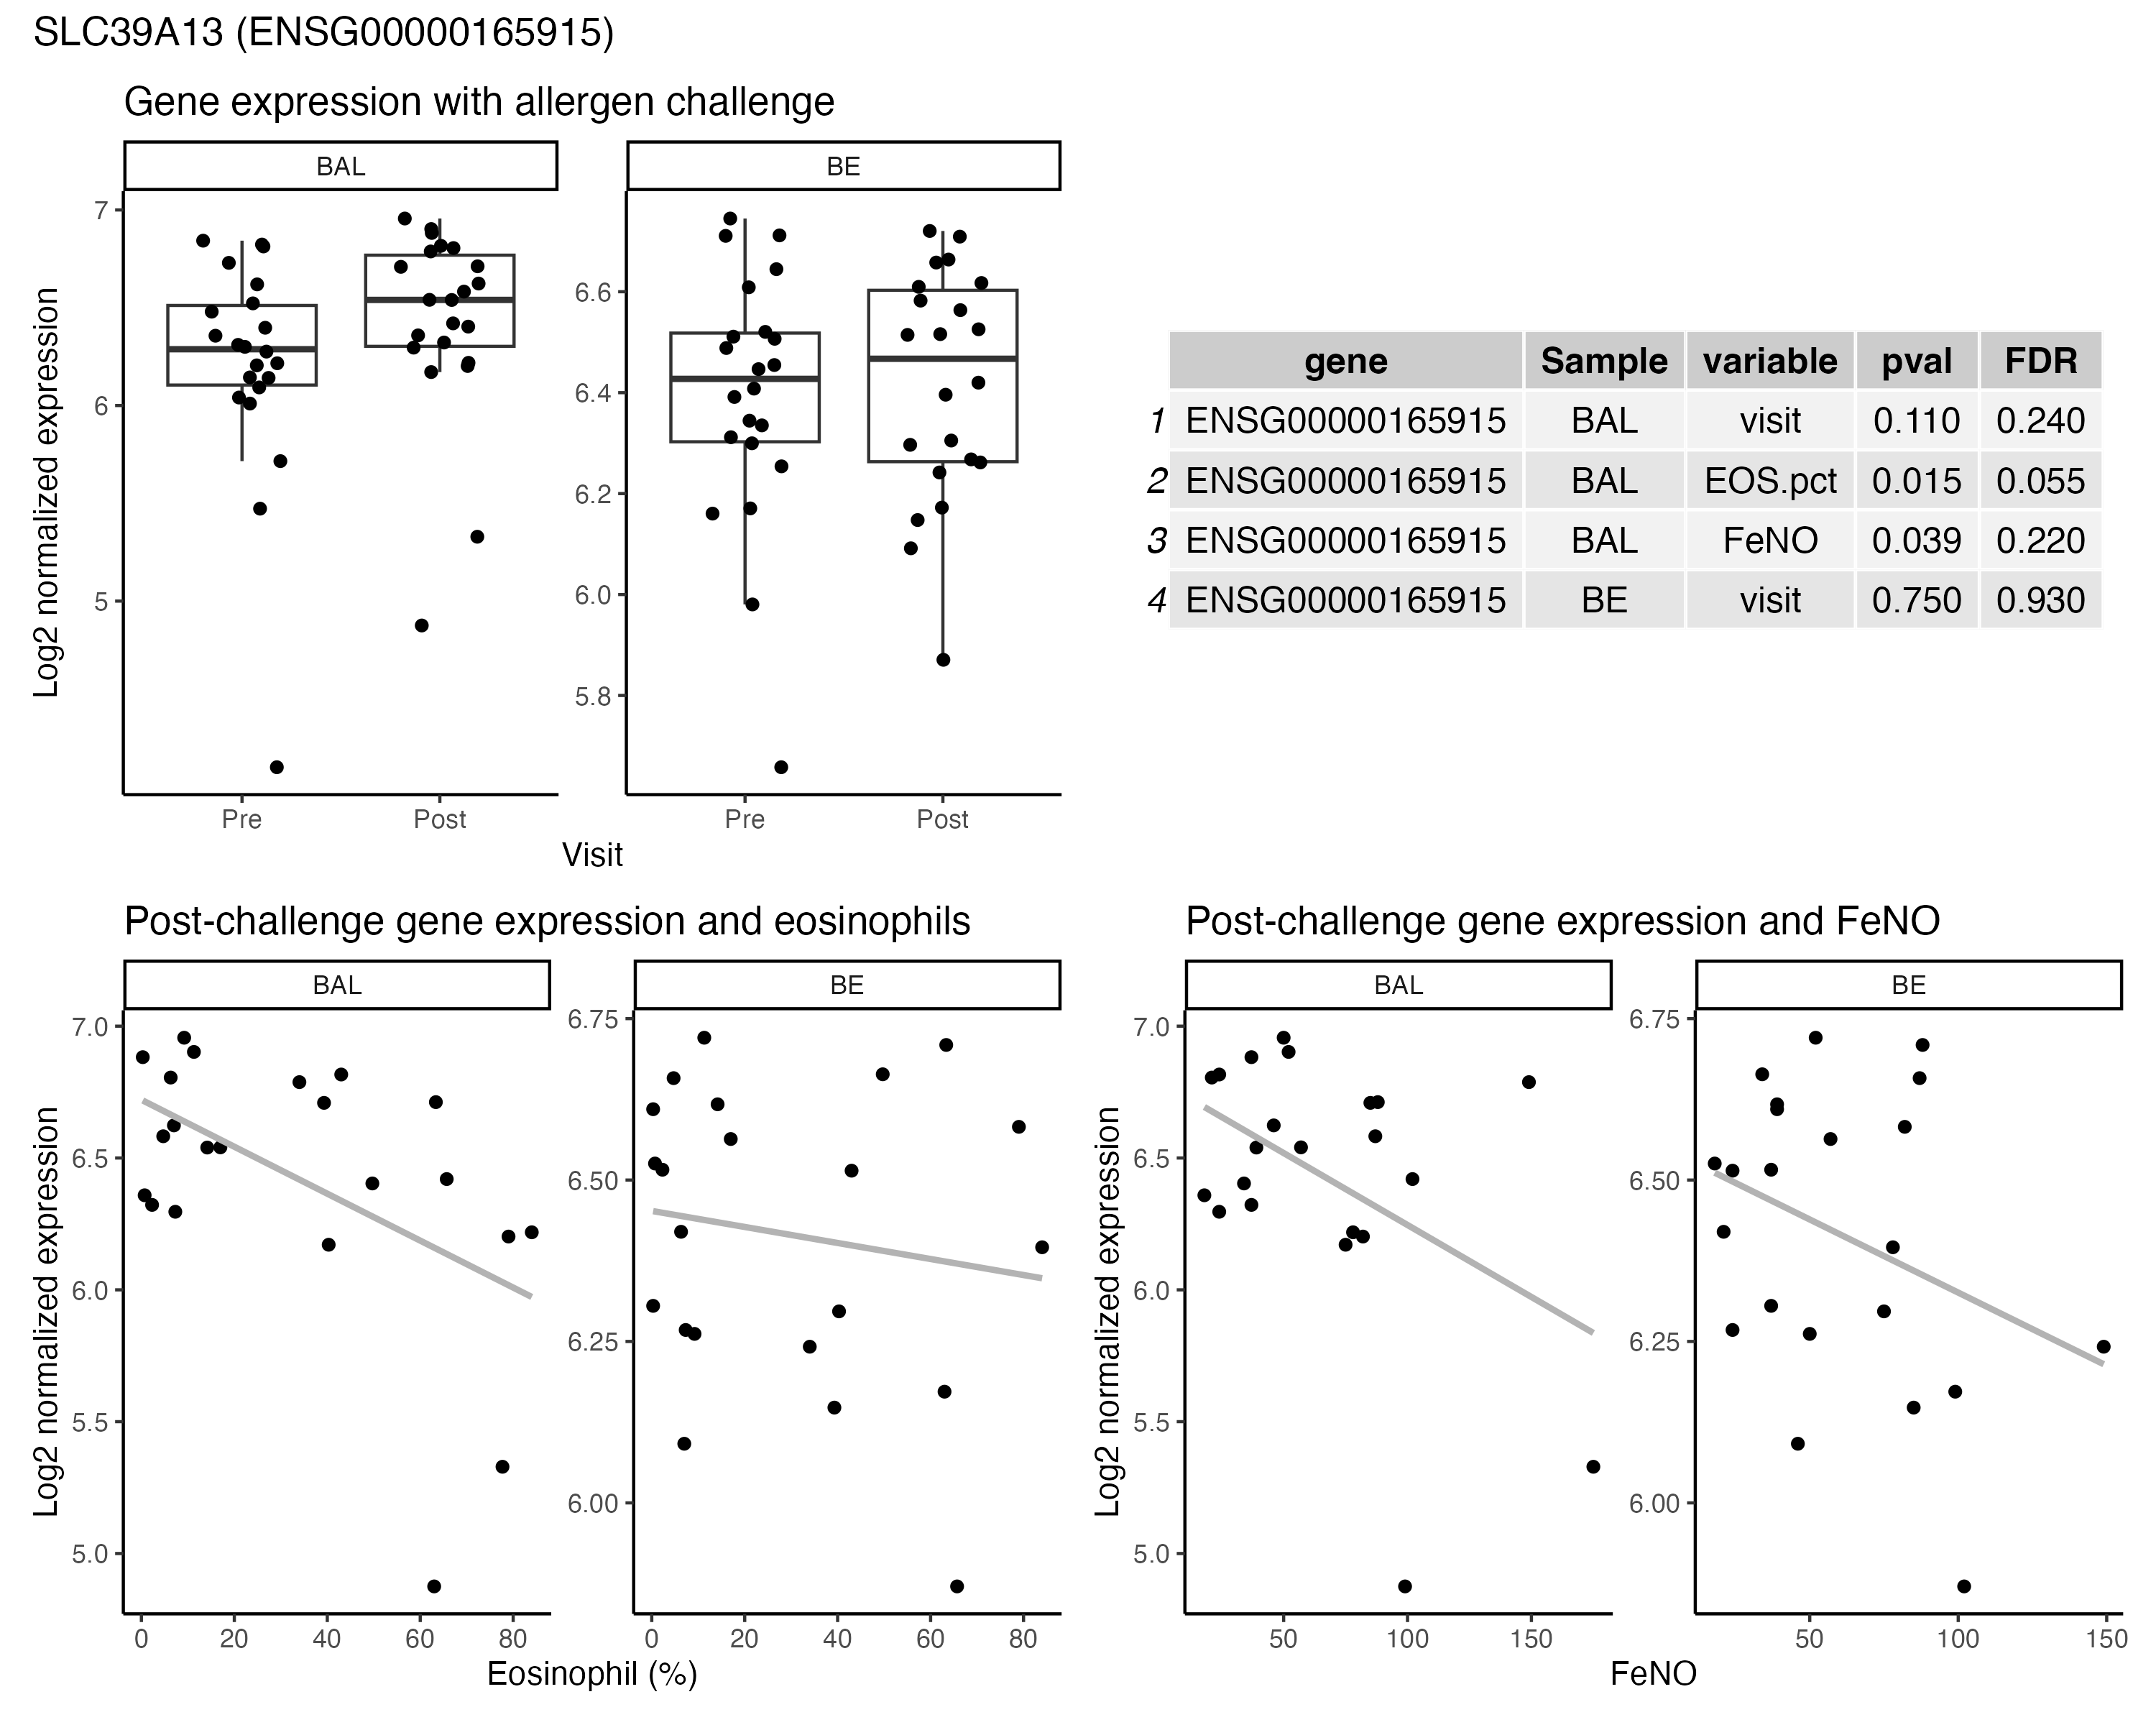 SLC39A13 (ENSG00000165915)
Gene expression with allergen challenge
BAL
BE
Log2 normalized expression
7
6
5
6.6
6.4
6.2
6.0
5.8
Pre
Post
Pre
Post
Visit
gene Sample variable pval FDR
1 ENSG00000165915 BAL visit 0.110 0.240
2 ENSG00000165915 BAL EOS.pct 0.015 0.055
3 ENSG00000165915 BAL FeNO 0.039 0.220
4 ENSG00000165915 BE visit 0.750 0.930
Post-challenge gene expression and eosinophils
BAL
BE
Log2 normalized expression
7.0
6.5
6.0
5.5
5.0
6.75
6.50
6.25
6.00
0 20 40 60 80
0 20 40 60 80
Eosinophil (%)
Post-challenge gene expression and FeNO
BAL
BE
Log2 normalized expression
7.0
6.5
6.0
5.5
5.0
6.75
6.50
6.25
6.00
50 100 150
50 100 150
FeNO